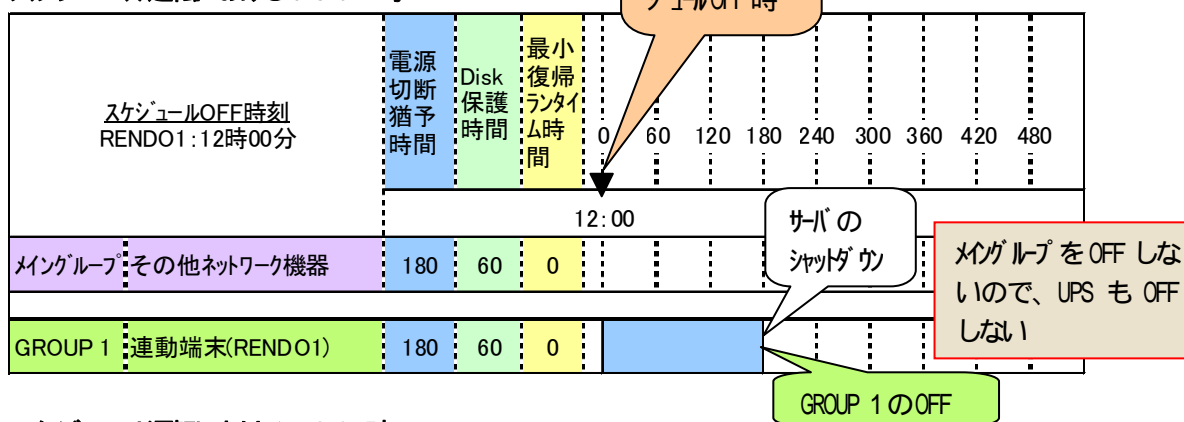 ｼﾞｭｰﾙOFF 時
電源
切断
猶予
時間
Disk
保護
時間
最小
復帰
ﾗﾝﾀｲ
ﾑ時
間
ｽｹｼﾞｭｰﾙOFF時刻
RENDO1：12時00分
0 60 120 180 240 300 360 420 480
12：00
ｻｰﾊﾞの
ｼｬｯﾄﾀﾞｳﾝ
ﾒｲﾝｸﾞﾙｰﾌﾟ その他ネットワーク機器 180 60 0
ﾒｲﾝｸﾞﾙｰﾌﾟをOFF しな
いので、UPS も OFF
しない
GROUP 1 連動端末(RENDO1) 180 60 0
GROUP 1のOFF